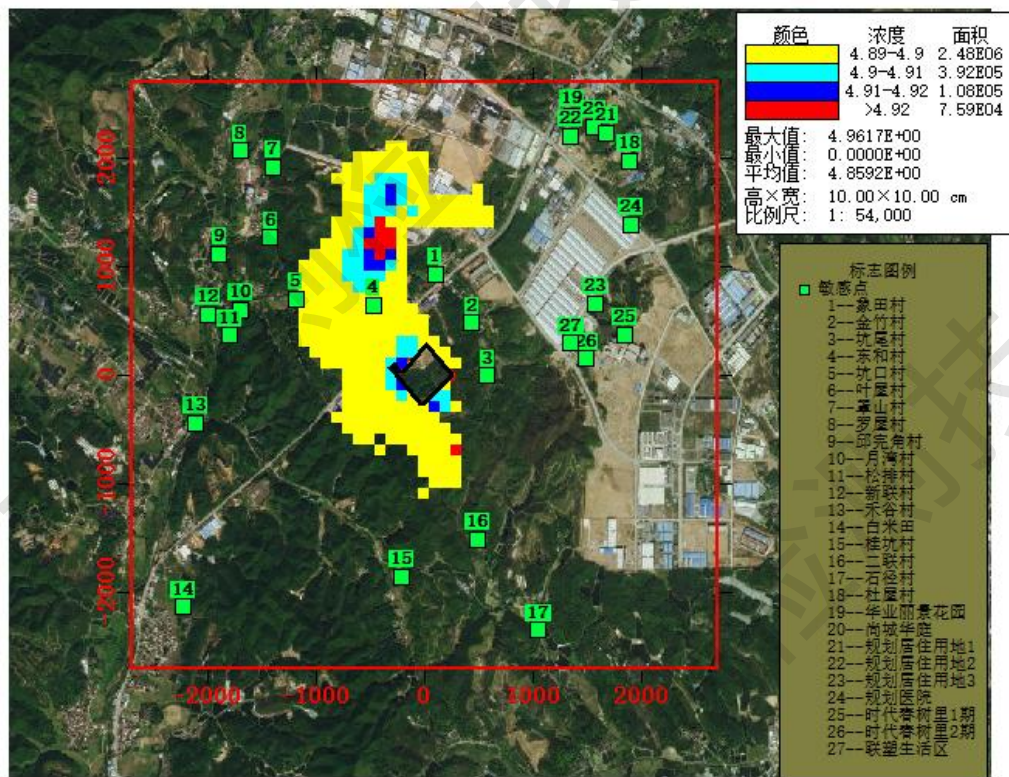 颜色 浓度 面积
4.89-4.9 2.48E06
4.9-4.91 3.92E05
4.91-4.92 1.08E05
>4.92 7.59E04
最大值: 4.9617E+00
最小值: 0.0000E+00
平均值: 4.8592E+00
高×宽: 10.00×10.00 cm
比例尺: 1: 54,000
标志图例
敏感点
1--象田村
2--金竹村
3--坑尾村
4--东和村
5--坑口村
6--叶屋村
7--覃山村
8--罗屋村
9--邱完角村
10--月湾村
11--松排村
12--新联村
13--禾谷村
14--白米田
15--桂坑村
16--二联村
17--石径村
18--杜屋村
19--华业丽景花园
20--尚城华庭
21--规划居住用地1
22--规划居住用地2
23--规划居住用地3
24--规划医院
25--时代春树里1期
26--时代春树里2期
27--联塑生活区
19
20
21
22
18
8
7
24
6
9
1
5
4
23
12
10
2
11
27
25
26
3
13
16
15
14
17
2000
1000
0
-1000
-2000
-2000 -1000 0 1000 2000